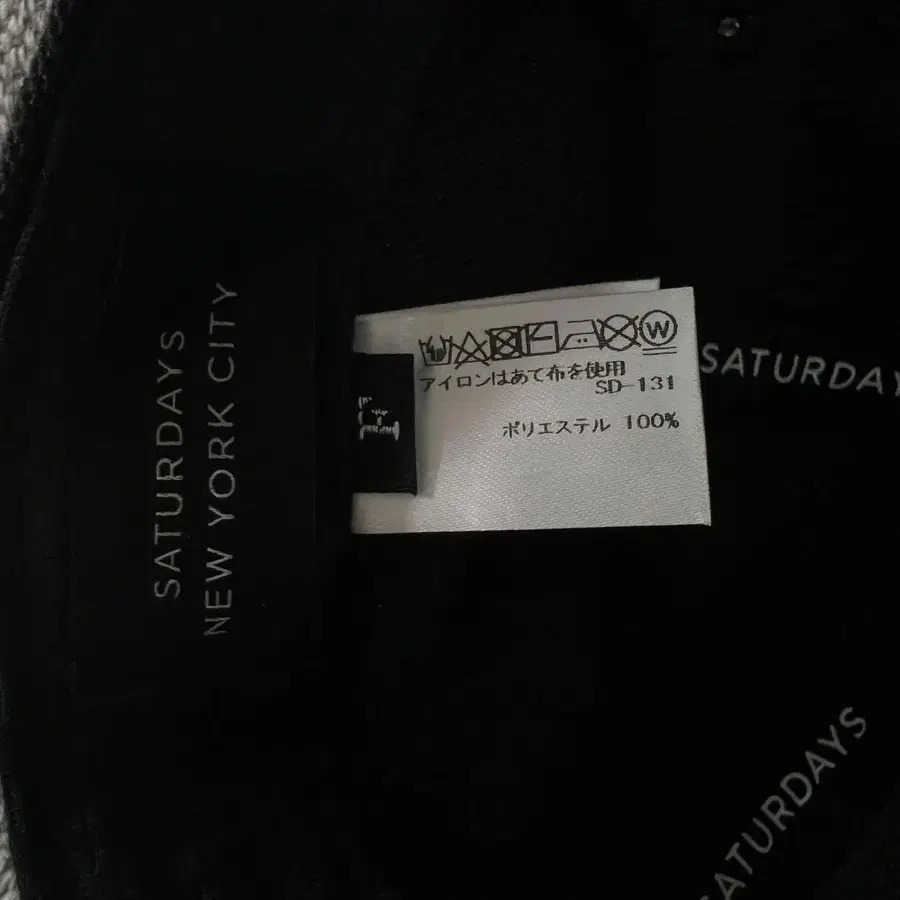 SATURDAYS
NEW YORK CITY
W
アイロンはあて布を使用
SD-131
ポリエステル 100%
SATURDAY
ATURDAYS